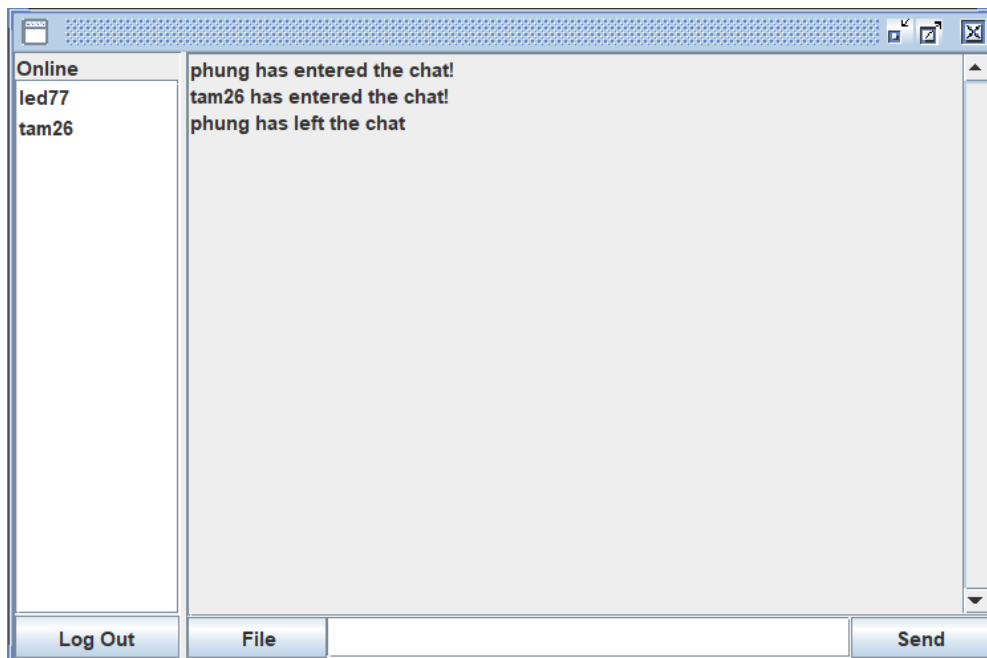 Online
led77
tam26
phung has entered the chat!
tam26 has entered the chat!
phung has left the chat
Log Out
File
Send